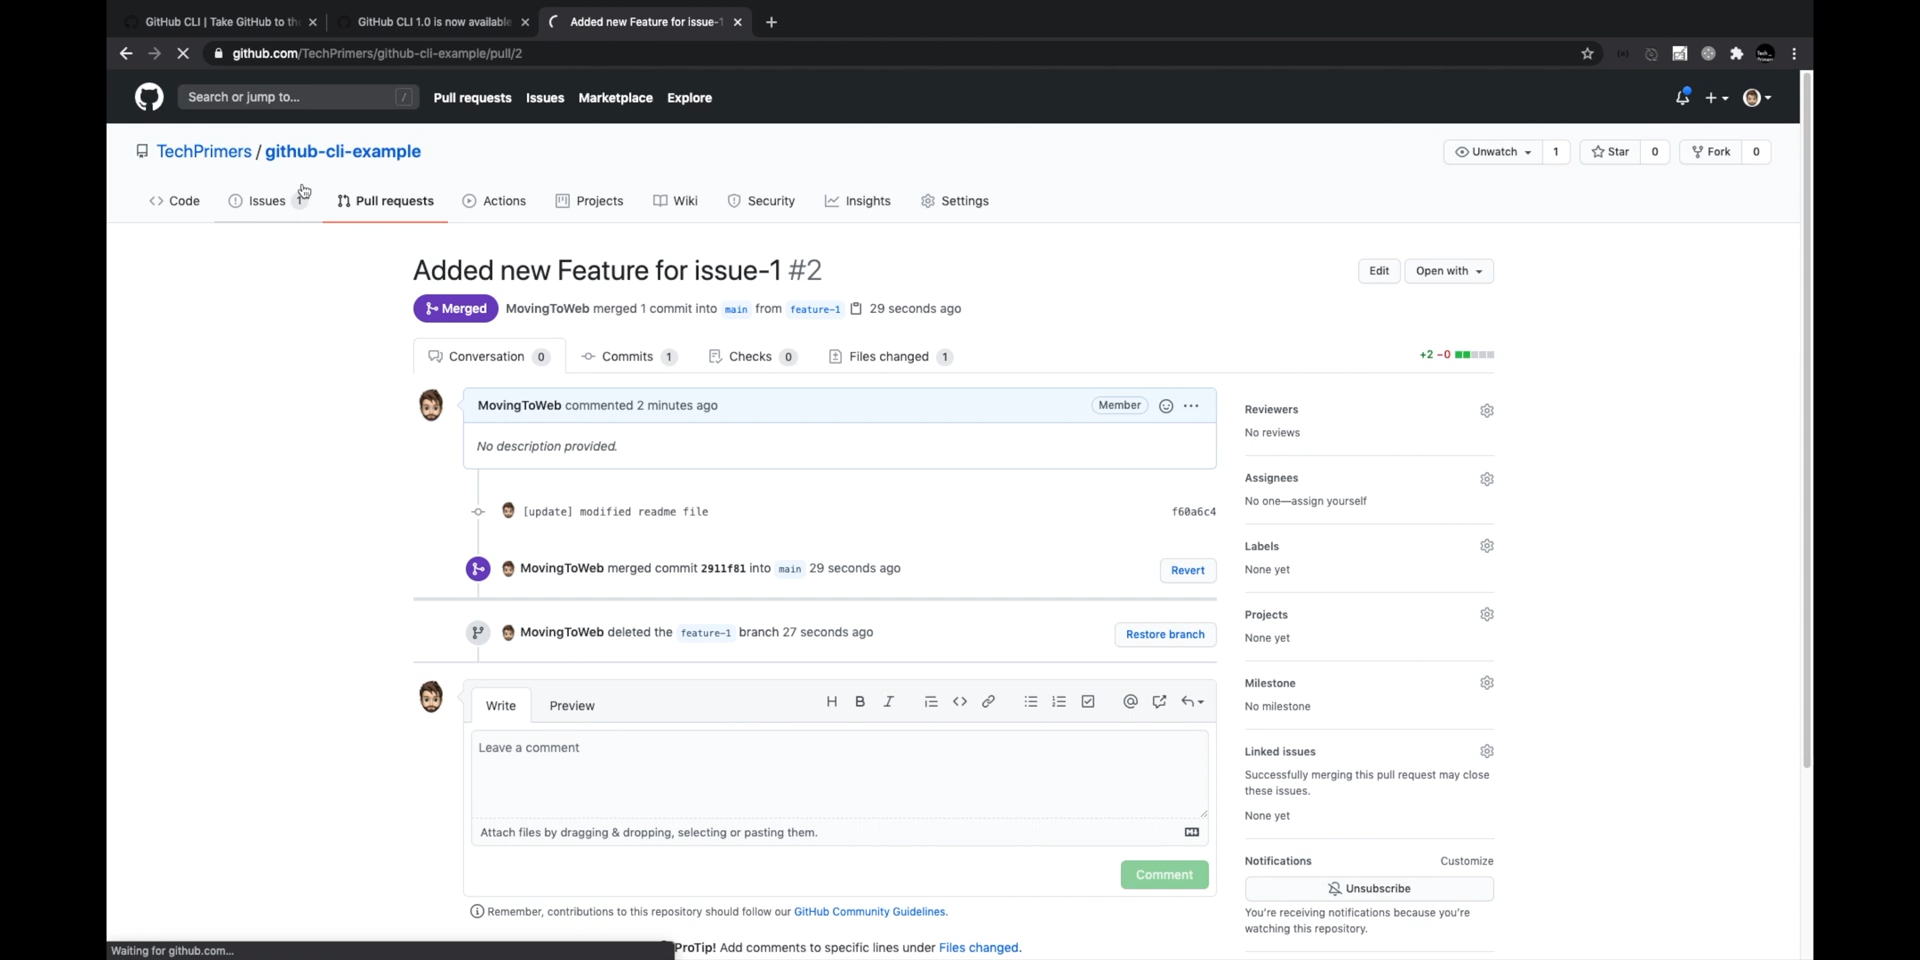 GitHub CLI | Take GitHub to th
GitHub CLI 1.0 is now available
Added new Feature for issue-1
github.com/TechPrimers/github-cli-example/pull/2
Search or jump to...
/
Pull requests
Issues
Marketplace
Explore
TechPrimers / github-cli-example
Unwatch
1
Star
0
Fork
0
Code
Issues
1
Pull requests
Actions
Projects
Wiki
Security
Insights
Settings
Added new Feature for issue-1 #2
Edit
Open with
Merged
MovingToWeb merged 1 commit into main from feature-1 29 seconds ago
Conversation 0
Commits 1
Checks 0
Files changed 1
+2 −0
MovingToWeb commented 2 minutes ago
Member
No description provided.
[update] modified readme file
f60a6c4
MovingToWeb merged commit 2911f81 into main 29 seconds ago
Revert
MovingToWeb deleted the feature-1 branch 27 seconds ago
Restore branch
Write
Preview
H B I
Leave a comment
Attach files by dragging & dropping, selecting or pasting them.
Comment
Remember, contributions to this repository should follow our GitHub Community Guidelines.
ProTip! Add comments to specific lines under Files changed.
Reviewers
No reviews
Assignees
No one—assign yourself
Labels
None yet
Projects
None yet
Milestone
No milestone
Linked issues
Successfully merging this pull request may close
these issues.
None yet
Notifications
Customize
Unsubscribe
You're receiving notifications because you're
watching this repository.
Waiting for github.com...